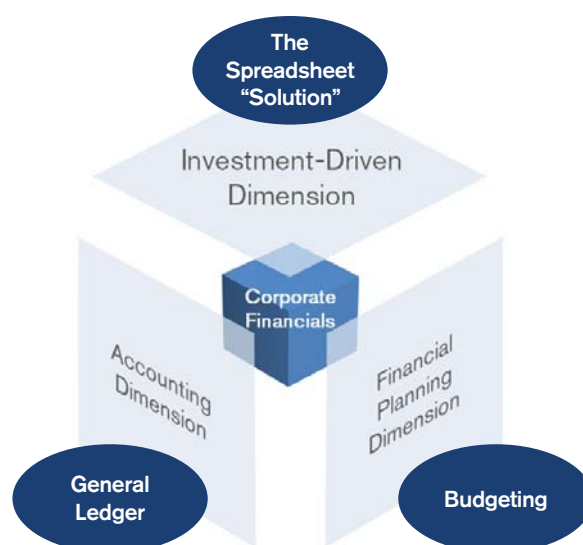 The
Spreadsheet
“Solution”
Investment-Driven
Dimension
Corporate
Financials
Accounting
Dimension
Financial
Planning
Dimension
General
Ledger
Budgeting